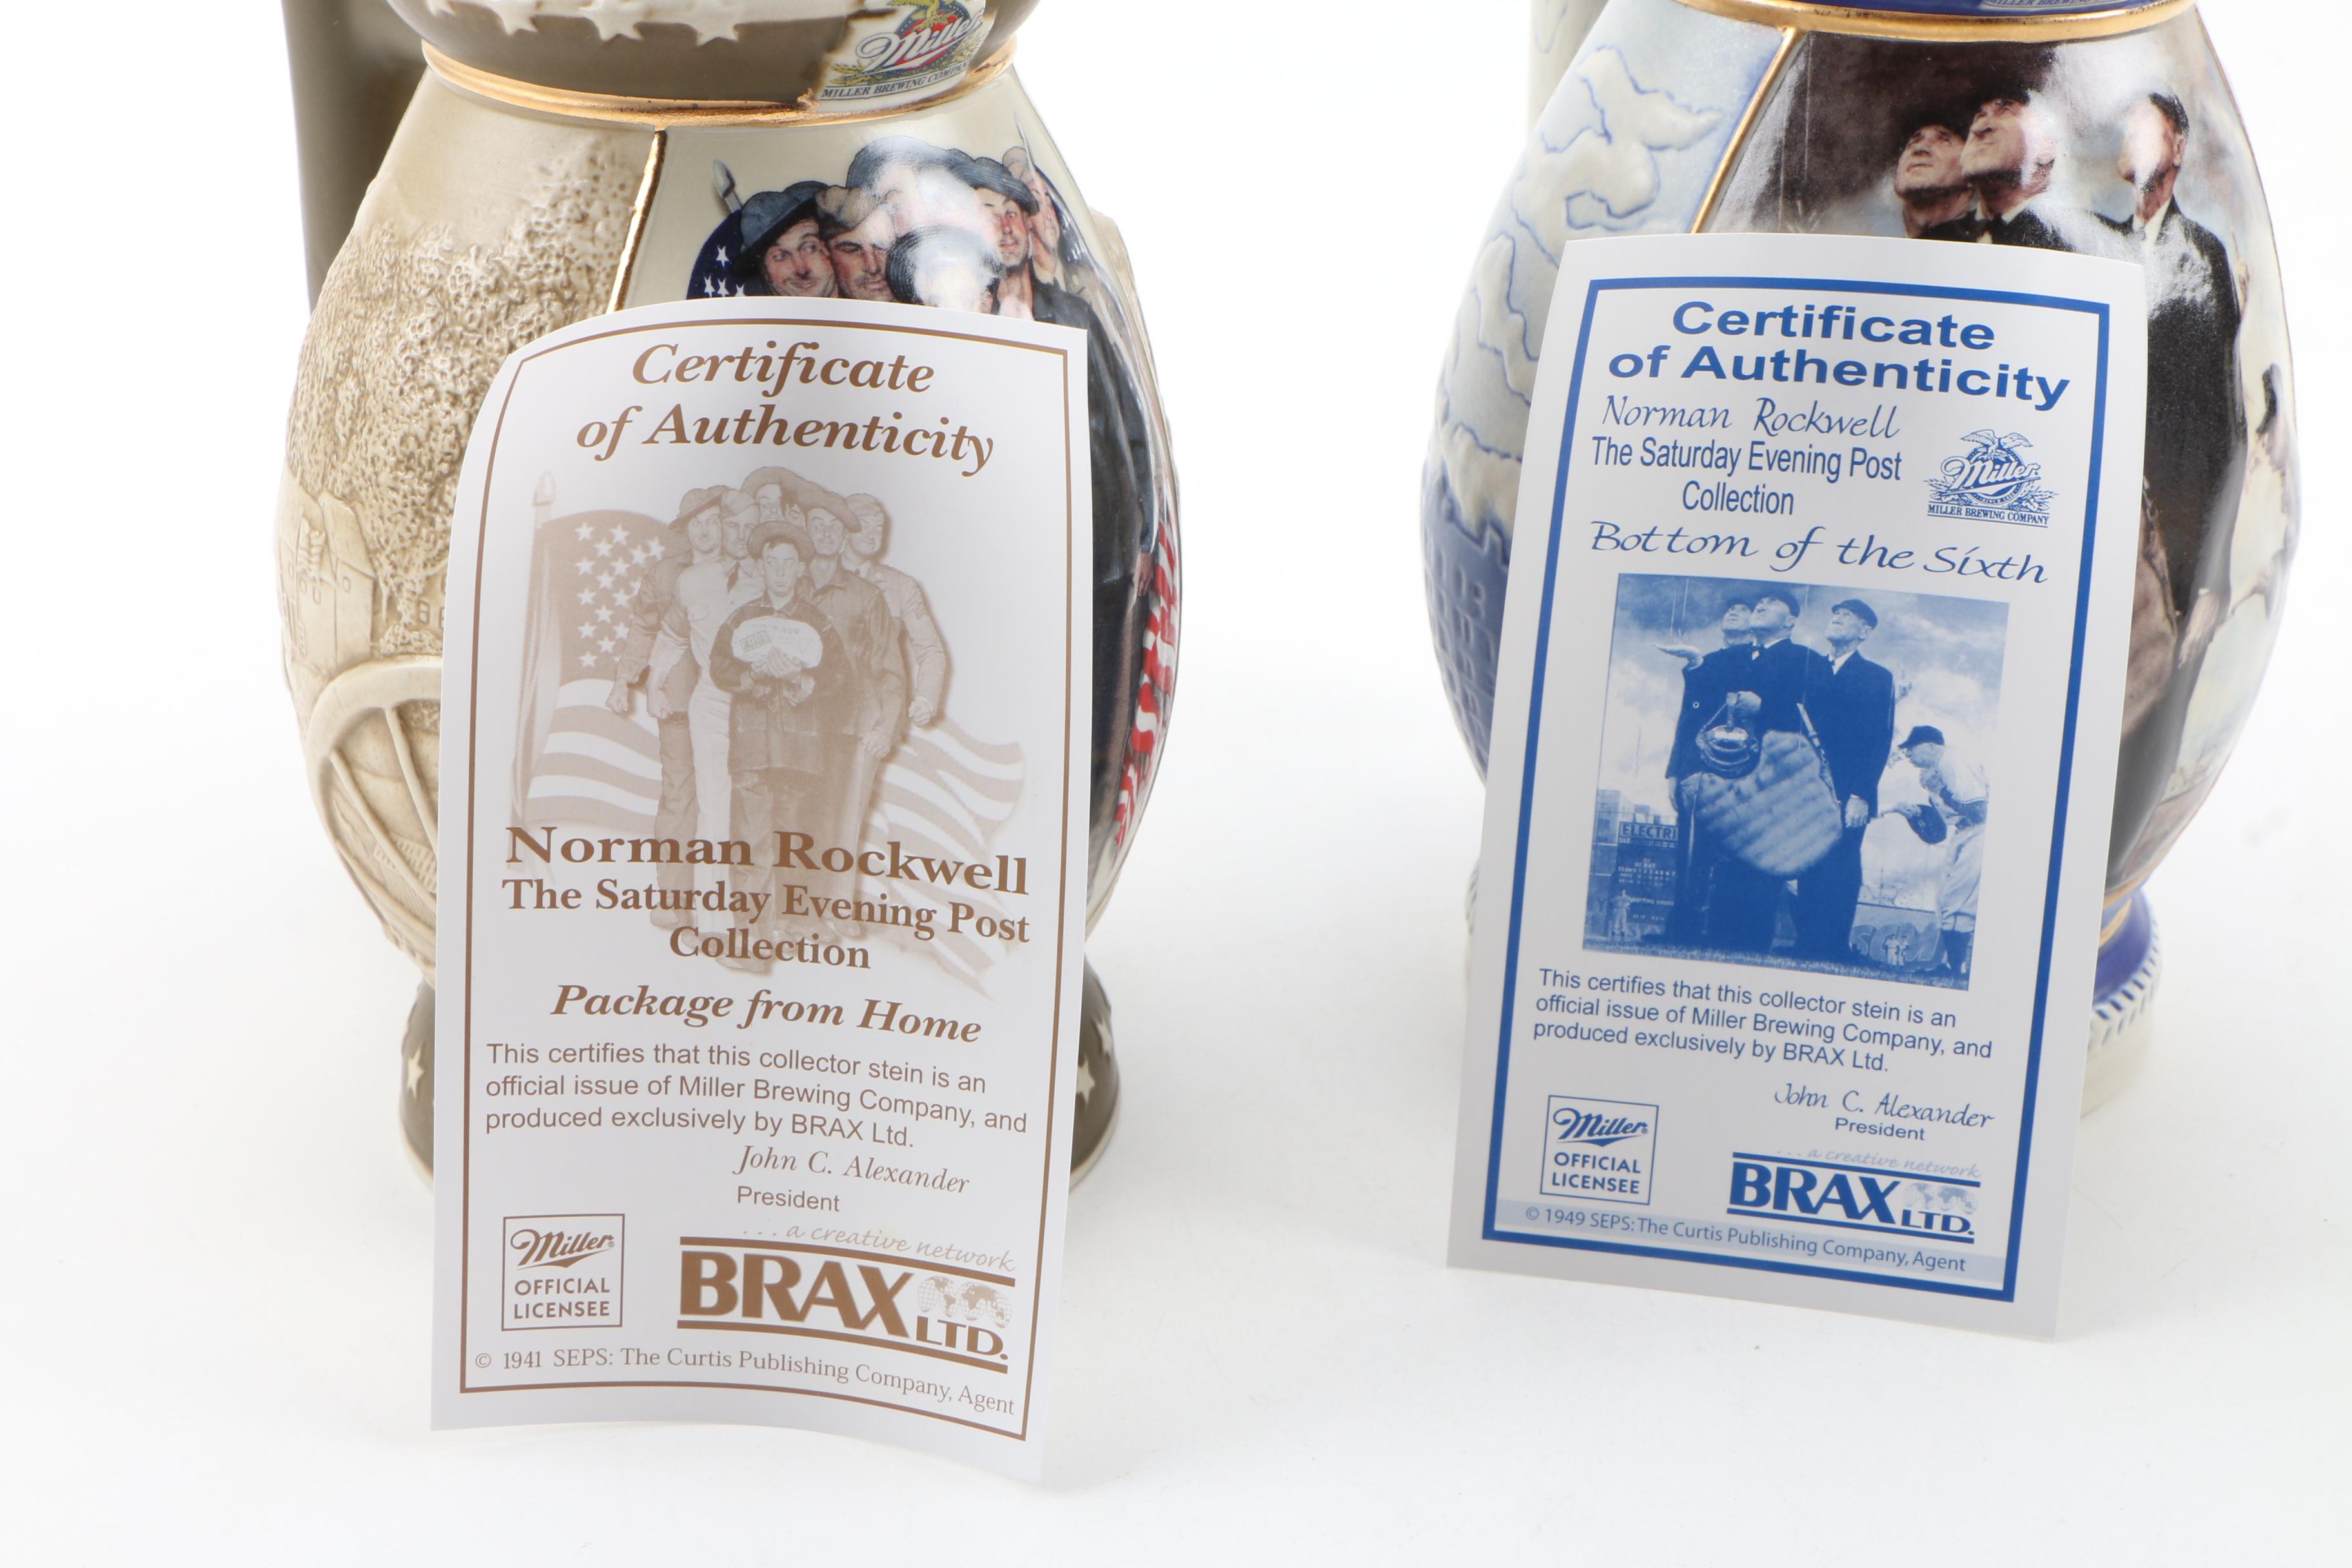 Miller
MILLER BREWING COMPANY
Certificate
of Authenticity
Norman Rockwell
The Saturday Evening Post
Collection
Package from Home
This certifies that this collector stein is an
official issue of Miller Brewing Company, and
produced exclusively by BRAX Ltd.
John C. Alexander
President
Miller
OFFICIAL
LICENSEE
. . . a creative network
BRAX LTD.
© 1941 SEPS: The Curtis Publishing Company, Agent
MILLER BREWING COMPANY
Certificate
of Authenticity
Norman Rockwell
The Saturday Evening Post
Collection
Miller
MILLER BREWING COMPANY
Bottom of the Sixth
ELECTRI
This certifies that this collector stein is an
official issue of Miller Brewing Company, and
produced exclusively by BRAX Ltd.
John C. Alexander
President
Miller
OFFICIAL
LICENSEE
. . . a creative network
BRAX LTD.
© 1949 SEPS: The Curtis Publishing Company, Agent